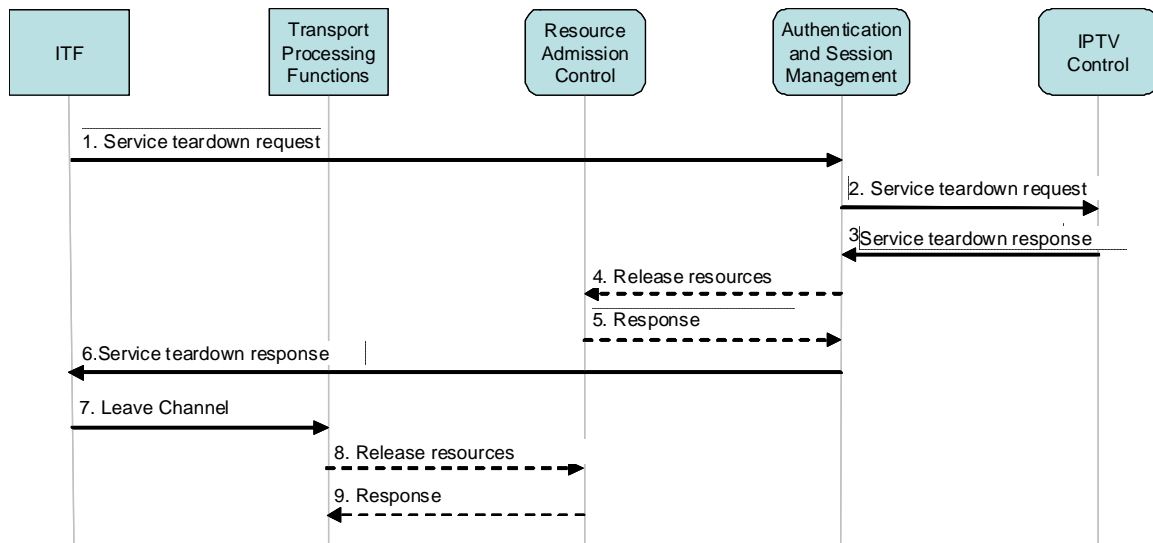 ITF
Transport
Processing
Functions
Resource
Admission
Control
Authentication
and Session
Management
IPTV
Control
1. Service teardown request
2. Service teardown request
3Service teardown response
4. Release resources
5. Response
6.Service teardown response
7. Leave Channel
8. Release resources
9. Response